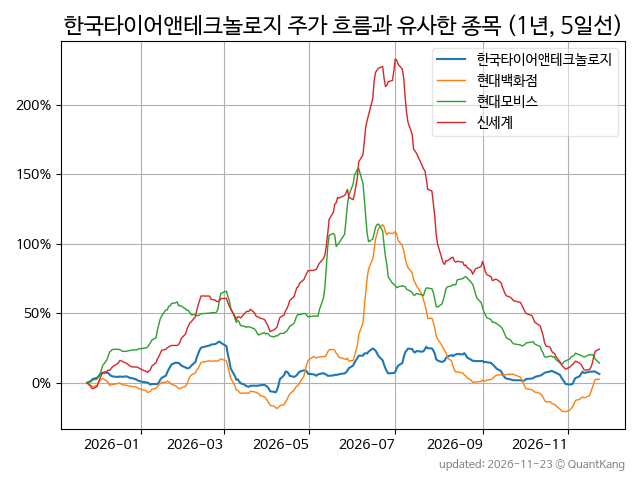 한국타이어앤테크놀로지 주가 흐름과 유사한 종목 (1년, 5일선)
한국타이어앤테크놀로지
현대백화점
현대모비스
신세계
200%
150%
100%
50%
0%
2026-01 2026-03 2026-05 2026-07 2026-09 2026-11
updated: 2026-11-23 © QuantKang